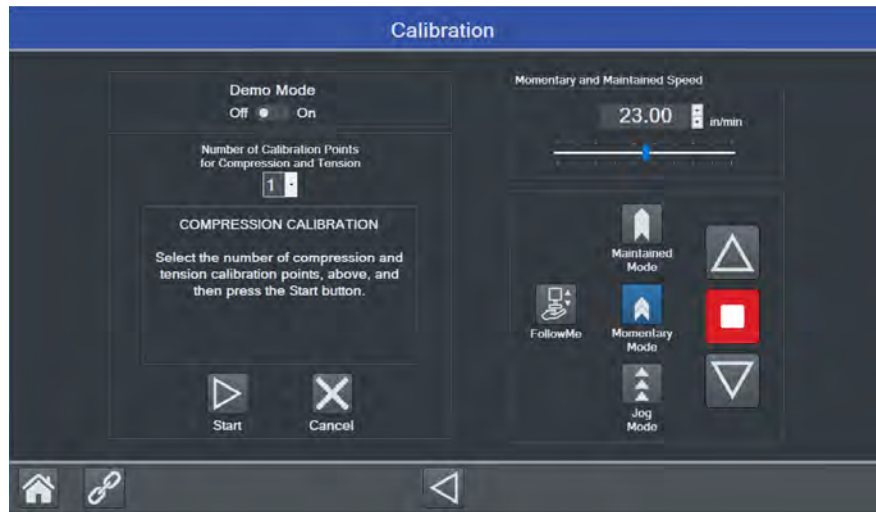 Calibration
Demo Mode
Off On
Number of Calibration Points
for Compression and Tension
1
COMPRESSION CALIBRATION
Select the number of compression and
tension calibration points, above, and
then press the Start button.
Start Cancel
Momentary and Maintained Speed
23.00 in/min
Maintained
Mode
FollowMe
Momentary
Mode
Jog
Mode